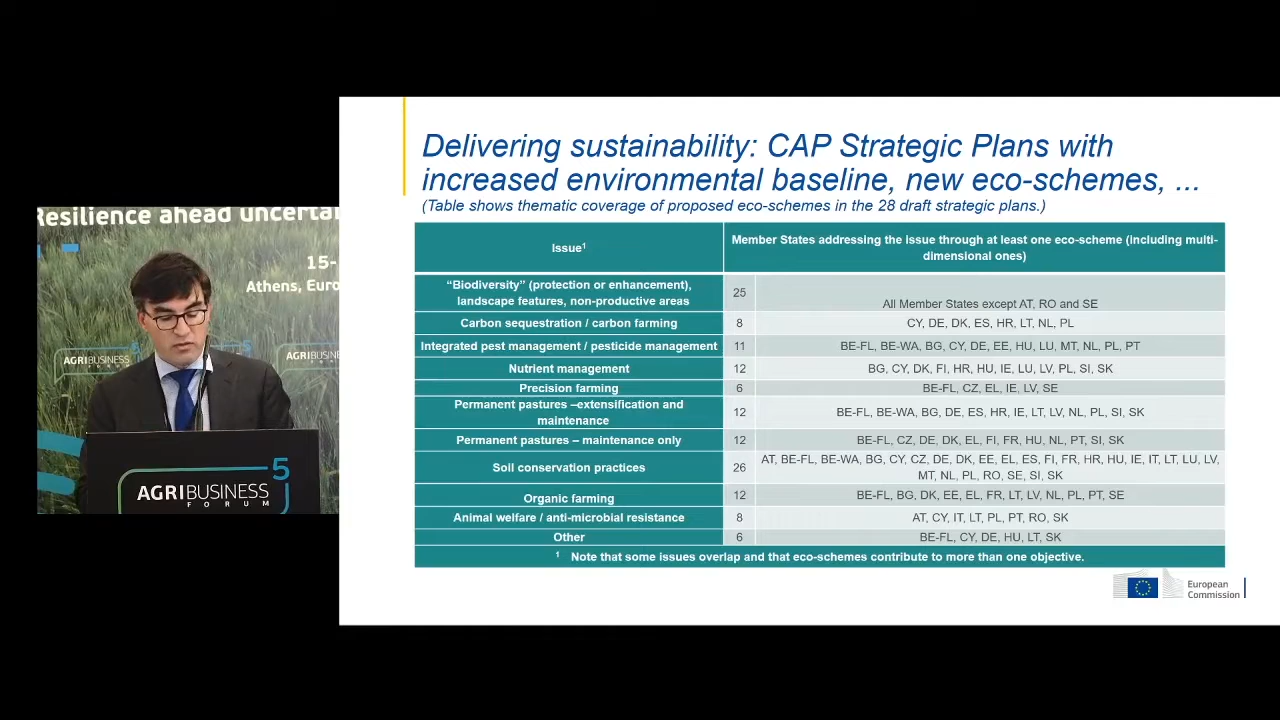 Resilience ahead uncertai
15-
Athens, Euro
AGRIBUSINESS
AGRIBUSIN
5
AGRIBUSINESS
FORUM
Delivering sustainability: CAP Strategic Plans with
increased environmental baseline, new eco-schemes, ...
(Table shows thematic coverage of proposed eco-schemes in the 28 draft strategic plans.)
Issue¹ Member States addressing the issue through at least one eco-scheme (including multi-
dimensional ones)
“Biodiversity” (protection or enhancement),
landscape features, non-productive areas 25 All Member States except AT, RO and SE
Carbon sequestration / carbon farming 8 CY, DE, DK, ES, HR, LT, NL, PL
Integrated pest management / pesticide management 11 BE-FL, BE-WA, BG, CY, DE, EE, HU, LU, MT, NL, PL, PT
Nutrient management 12 BG, CY, DK, FI, HR, HU, IE, LU, LV, PL, SI, SK
Precision farming 6 BE-FL, CZ, EL, IE, LV, SE
Permanent pastures –extensification and
maintenance 12 BE-FL, BE-WA, BG, DE, ES, HR, IE, LT, LV, NL, PL, SI, SK
Permanent pastures – maintenance only 12 BE-FL, CZ, DE, DK, EL, FI, FR, HU, NL, PT, SI, SK
Soil conservation practices 26 AT, BE-FL, BE-WA, BG, CY, CZ, DE, DK, EE, EL, ES, FI, FR, HR, HU, IE, IT, LT, LU, LV,
MT, NL, PL, RO, SE, SI, SK
Organic farming 12 BE-FL, BG, DK, EE, EL, FR, LT, LV, NL, PL, PT, SE
Animal welfare / anti-microbial resistance 8 AT, CY, IT, LT, PL, PT, RO, SK
Other 6 BE-FL, CY, DE, HU, LT, SK
¹ Note that some issues overlap and that eco-schemes contribute to more than one objective.
European
Commission